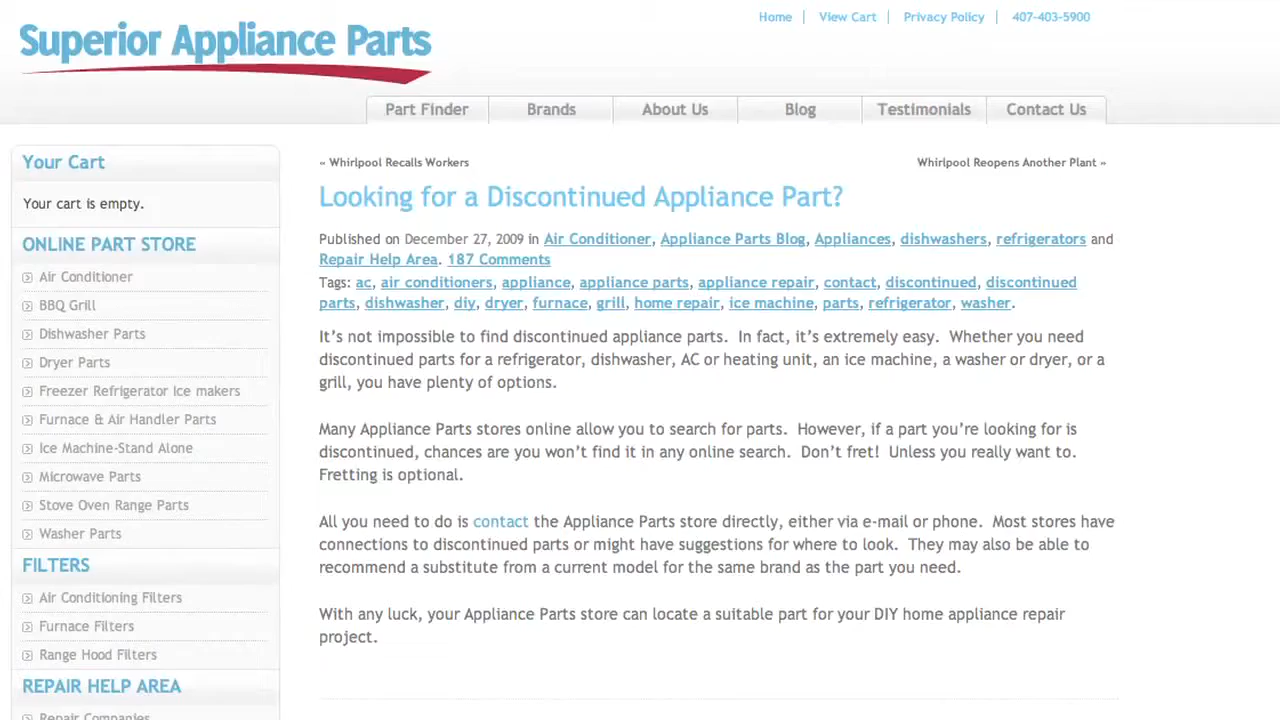 Home | View Cart | Privacy Policy | 407-403-5900
Superior Appliance Parts
Part Finder
Brands
About Us
Blog
Testimonials
Contact Us
Your Cart
Your cart is empty.
ONLINE PART STORE
Air Conditioner
BBQ Grill
Dishwasher Parts
Dryer Parts
Freezer Refrigerator Ice makers
Furnace & Air Handler Parts
Ice Machine-Stand Alone
Microwave Parts
Stove Oven Range Parts
Washer Parts
FILTERS
Air Conditioning Filters
Furnace Filters
Range Hood Filters
REPAIR HELP AREA
Repair Companies
« Whirlpool Recalls Workers
Whirlpool Reopens Another Plant »
Looking for a Discontinued Appliance Part?
Published on December 27, 2009 in Air Conditioner, Appliance Parts Blog, Appliances, dishwashers, refrigerators and
Repair Help Area. 187 Comments
Tags: ac, air conditioners, appliance, appliance parts, appliance repair, contact, discontinued, discontinued
parts, dishwasher, diy, dryer, furnace, grill, home repair, ice machine, parts, refrigerator, washer.
It's not impossible to find discontinued appliance parts.  In fact, it's extremely easy.  Whether you need
discontinued parts for a refrigerator, dishwasher, AC or heating unit, an ice machine, a washer or dryer, or a
grill, you have plenty of options.
Many Appliance Parts stores online allow you to search for parts.  However, if a part you're looking for is
discontinued, chances are you won't find it in any online search.  Don't fret!  Unless you really want to.
Fretting is optional.
All you need to do is contact the Appliance Parts store directly, either via e-mail or phone.  Most stores have
connections to discontinued parts or might have suggestions for where to look.  They may also be able to
recommend a substitute from a current model for the same brand as the part you need.
With any luck, your Appliance Parts store can locate a suitable part for your DIY home appliance repair
project.